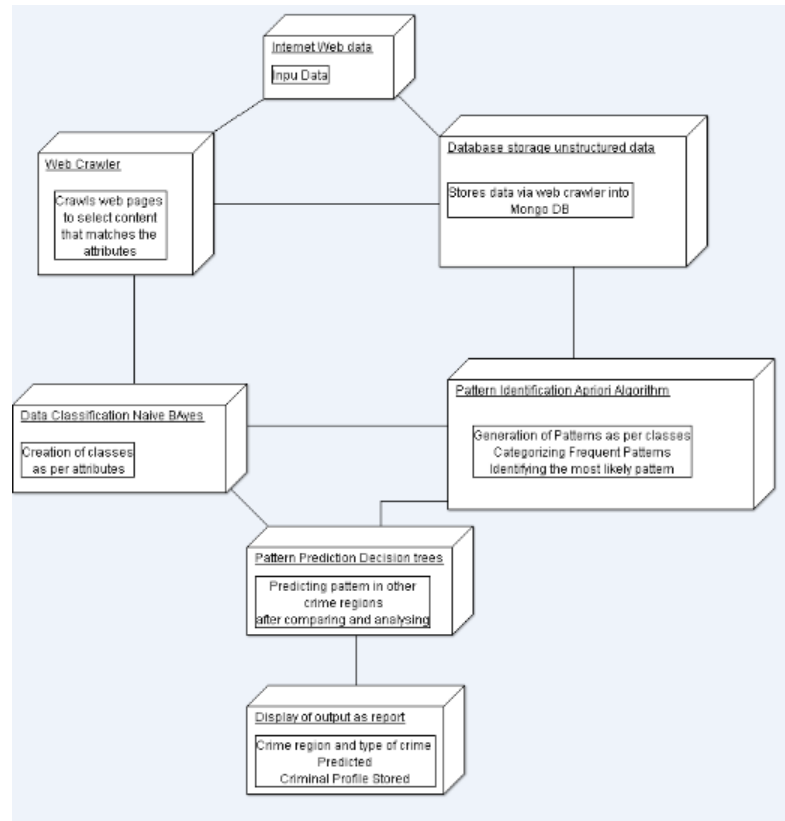 Internet Web data
Inpu Data
Web Crawler
Crawls web pages
to select content
that matches the
attributes
Database storage unstructured data
Stores data via web crawler into
Mongo DB
Data Classification Naive BAyes
Creation of classes
as per attributes
Pattern Identification Apriori Algorithm
Generation of Patterns as per classes
Categorizing Frequent Patterns
Identifying the most likely pattern
Pattern Prediction Decision trees
Predicting pattern in other
crime regions
after comparing and analysing
Display of output as report
Crime region and type of crime
Predicted
Criminal Profile Stored